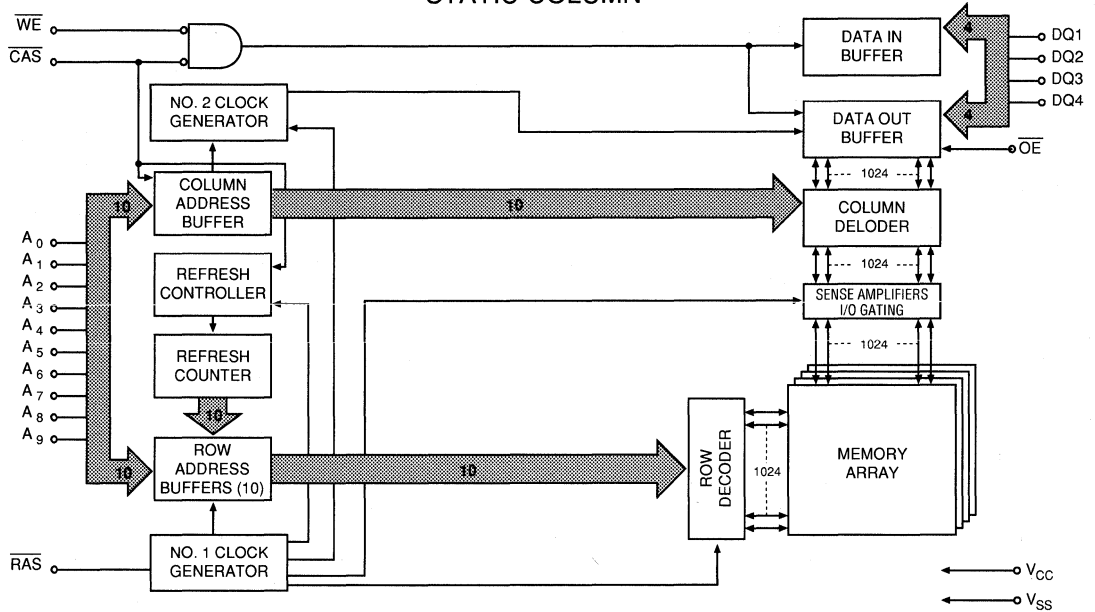 STATIC COLUMN
WE
CAS
NO. 2 CLOCK
GENERATOR
DATA IN
BUFFER
4
DQ1
DQ2
DQ3
DQ4
DATA OUT
BUFFER
4
OE
1024
COLUMN
ADDRESS
BUFFER
10
10
COLUMN
DELODER
1024
A0
A1
A2
A3
A4
A5
A6
A7
A8
A9
REFRESH
CONTROLLER
SENSE AMPLIFIERS
I/O GATING
1024
REFRESH
COUNTER
10
10
ROW
ADDRESS
BUFFERS (10)
10
ROW
DECODER
1024
MEMORY
ARRAY
RAS
NO. 1 CLOCK
GENERATOR
VCC
VSS